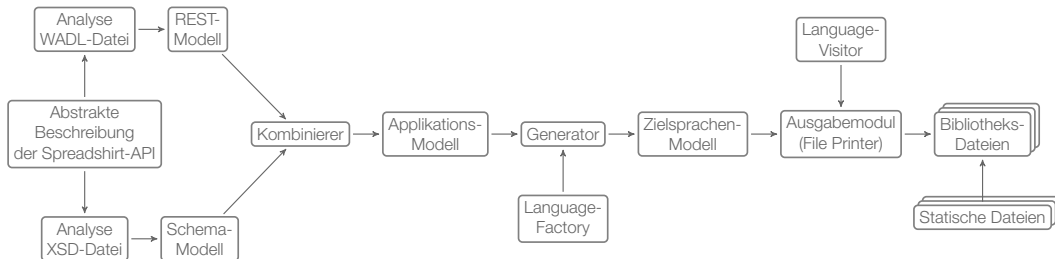 Analyse
WADL-Datei
REST-
Modell
Language-
Visitor
Abstrakte
Beschreibung
der Spreadshirt-API
Kombinierer
Applikations-
Modell
Generator
Zielsprachen-
Modell
Ausgabemodul
(File Printer)
Bibliotheks-
Dateien
Analyse
XSD-Datei
Schema-
Modell
Language-
Factory
Statische Dateien